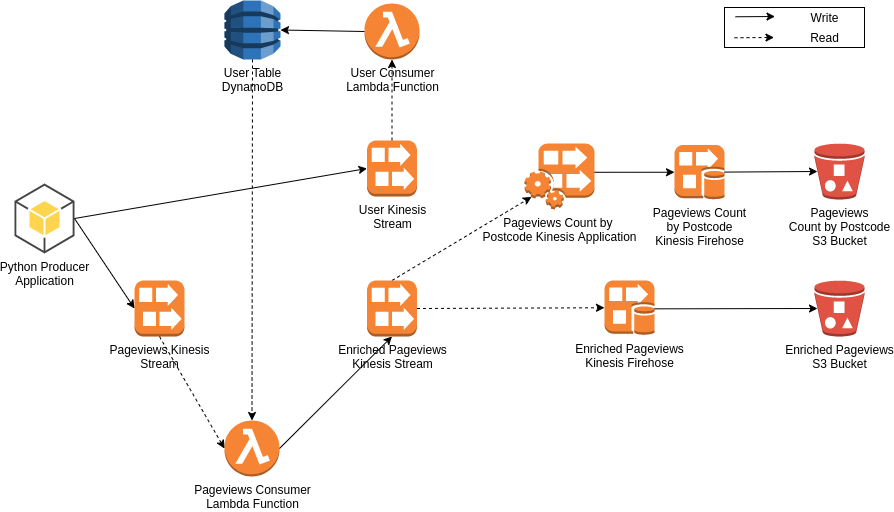 Write
Read
User Table
DynamoDB
User Consumer
Lambda Function
User Kinesis
Stream
Pageviews Count by
Postcode Kinesis Application
Pageviews Count
by Postcode
Kinesis Firehose
Pageviews
Count by Postcode
S3 Bucket
Python Producer
Application
Pageviews Kinesis
Stream
Enriched Pageviews
Kinesis Stream
Enriched Pageviews
Kinesis Firehose
Enriched Pageviews
S3 Bucket
Pageviews Consumer
Lambda Function